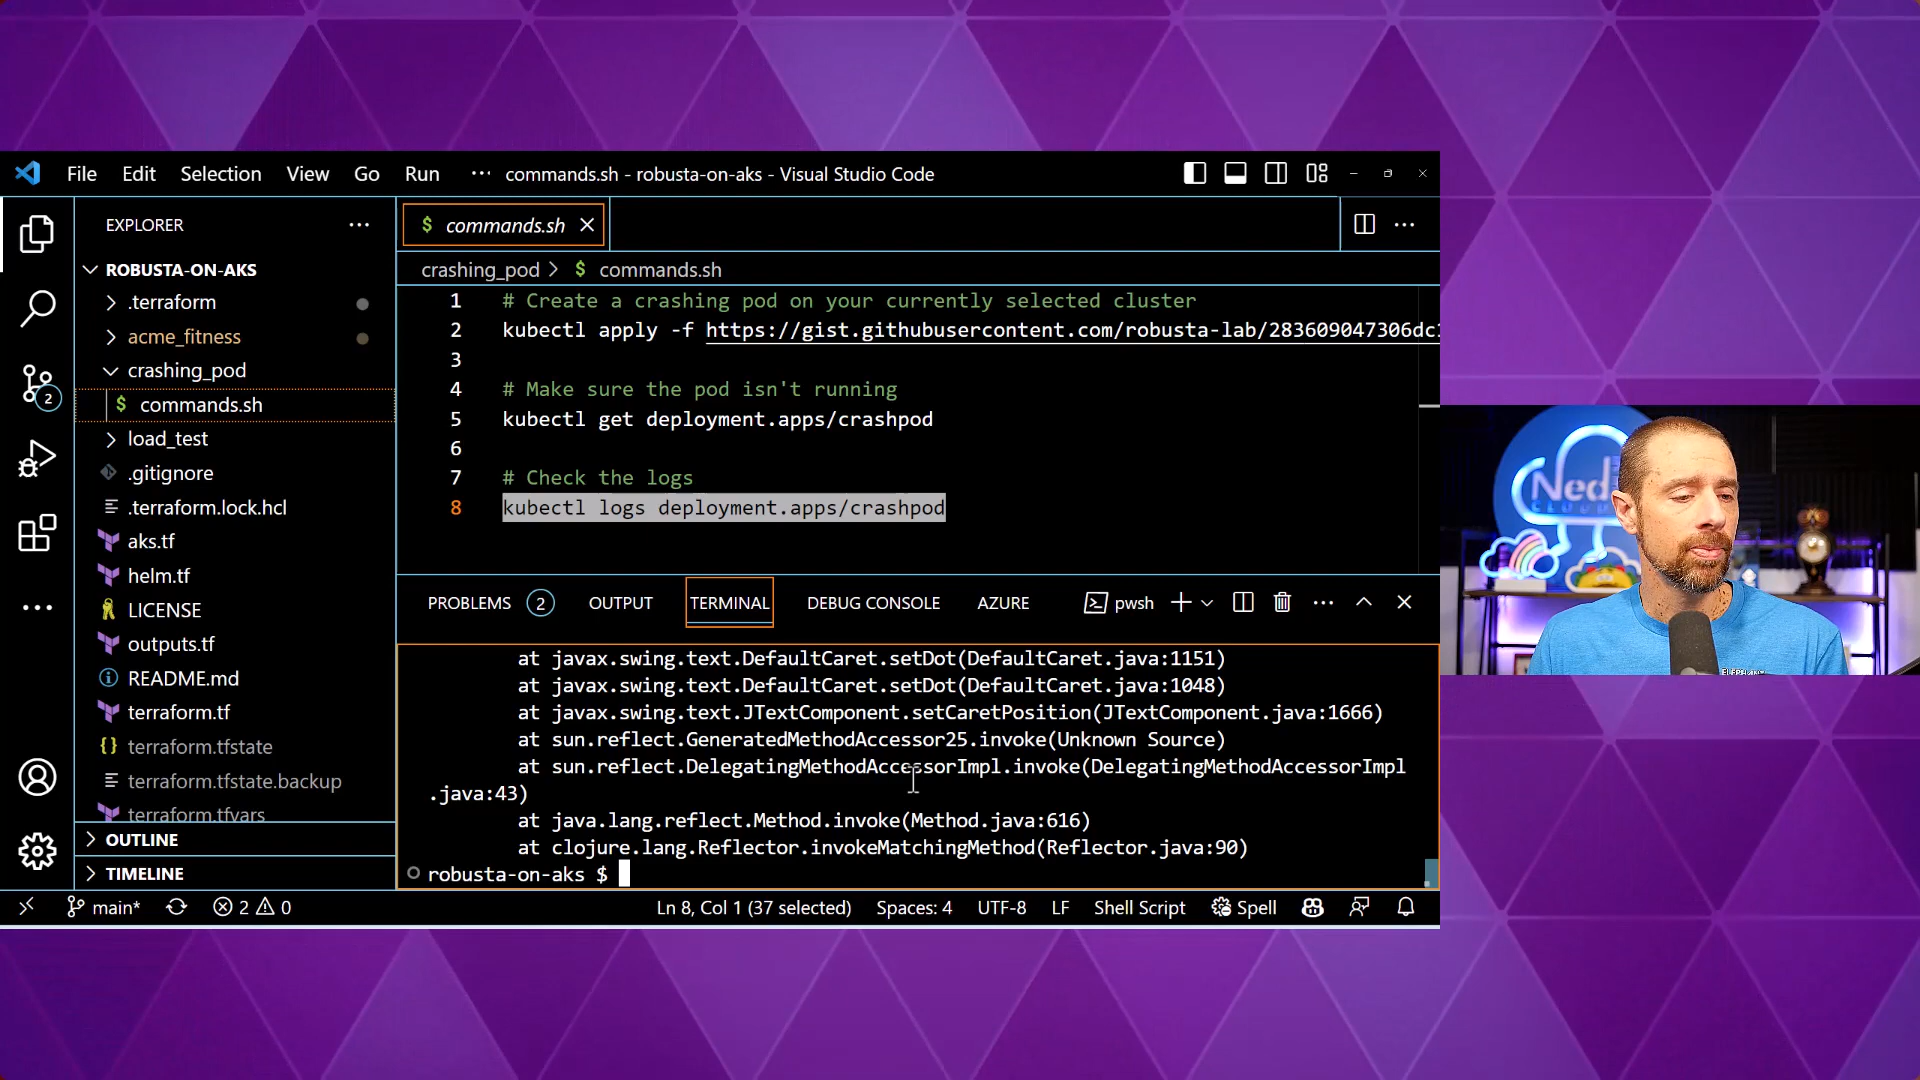 File Edit Selection View Go Run ··· commands.sh - robusta-on-aks - Visual Studio Code
EXPLORER ···
ROBUSTA-ON-AKS
.terraform
acme_fitness
crashing_pod
$ commands.sh
load_test
.gitignore
.terraform.lock.hcl
aks.tf
helm.tf
LICENSE
outputs.tf
README.md
terraform.tf
{} terraform.tfstate
terraform.tfstate.backup
terraform.tfvars
OUTLINE
TIMELINE
2
$ commands.sh
crashing_pod > $ commands.sh
1 # Create a crashing pod on your currently selected cluster
2 kubectl apply -f https://gist.githubusercontent.com/robusta-lab/283609047306dc
3
4 # Make sure the pod isn't running
5 kubectl get deployment.apps/crashpod
6
7 # Check the logs
8 kubectl logs deployment.apps/crashpod
PROBLEMS 2 OUTPUT TERMINAL DEBUG CONSOLE AZURE pwsh
at javax.swing.text.DefaultCaret.setDot(DefaultCaret.java:1151)
at javax.swing.text.DefaultCaret.setDot(DefaultCaret.java:1048)
at javax.swing.text.JTextComponent.setCaretPosition(JTextComponent.java:1666)
at sun.reflect.GeneratedMethodAccessor25.invoke(Unknown Source)
at sun.reflect.DelegatingMethodAccessorImpl.invoke(DelegatingMethodAccessorImpl
.java:43)
at java.lang.reflect.Method.invoke(Method.java:616)
at clojure.lang.Reflector.invokeMatchingMethod(Reflector.java:90)
robusta-on-aks $
main* 2 0 Ln 8, Col 1 (37 selected) Spaces: 4 UTF-8 LF Shell Script Spell
Ned